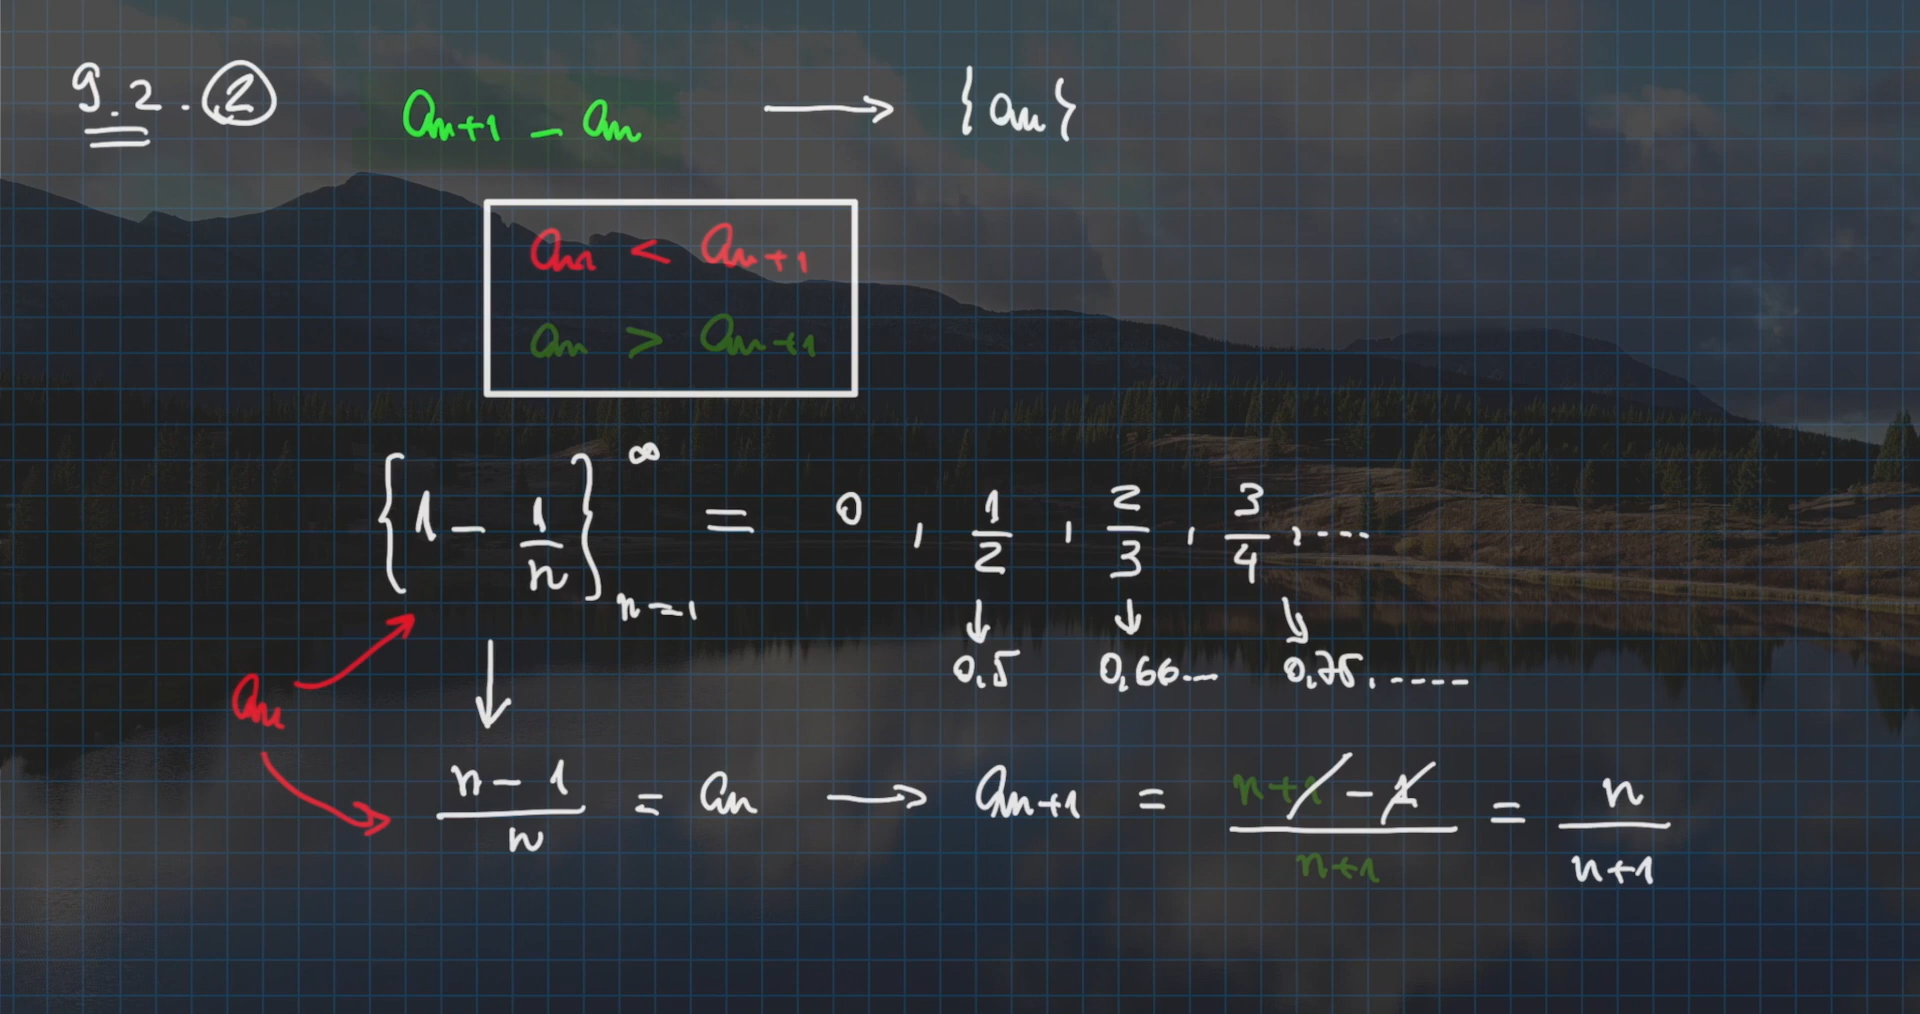 9.2.2 aₙ₊₁ − aₙ ⟶ {aₙ}
aₙ < aₙ₊₁
aₙ > aₙ₊₁
{1 − 1/n}ₙ₌₁^∞ = 0, 1/2, 2/3, 3/4, ....
↓ 0,5 ↓ 0,66... ↘ 0,75, .....
aₙ
(n−1)/n = aₙ ⟶ aₙ₊₁ = (n+1−1)/(n+1) = n/(n+1)